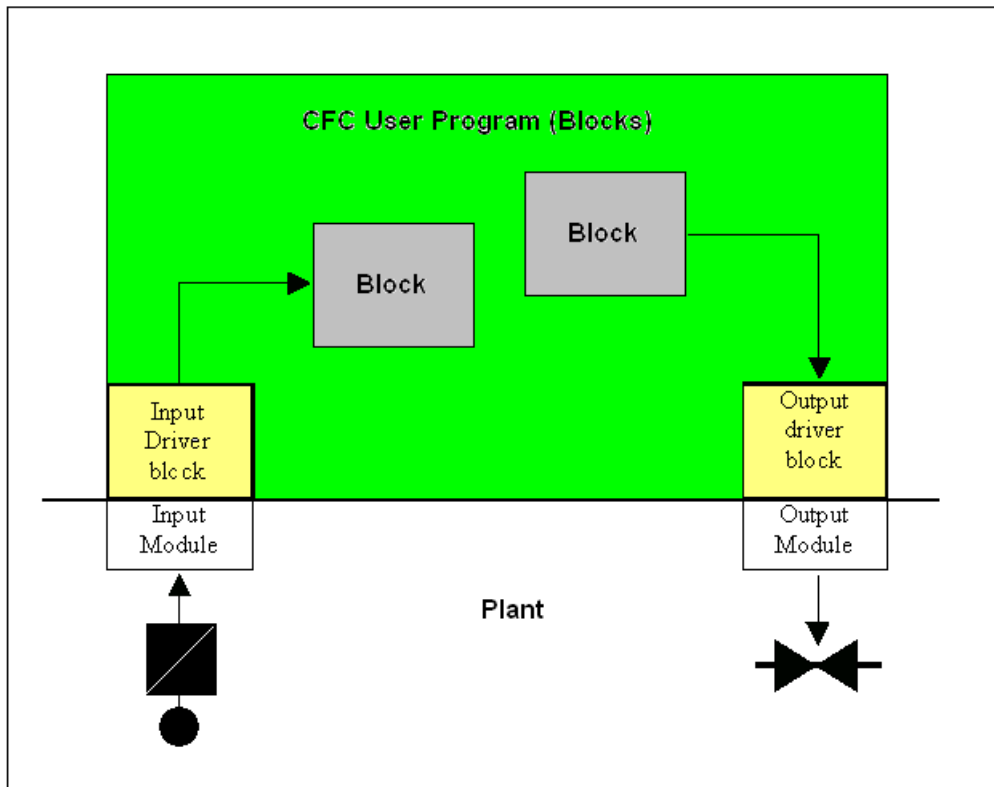 CFC User Program (Blocks)
Block
Block
Input
Driver
block
Output
driver
block
Input
Module
Output
Module
Plant